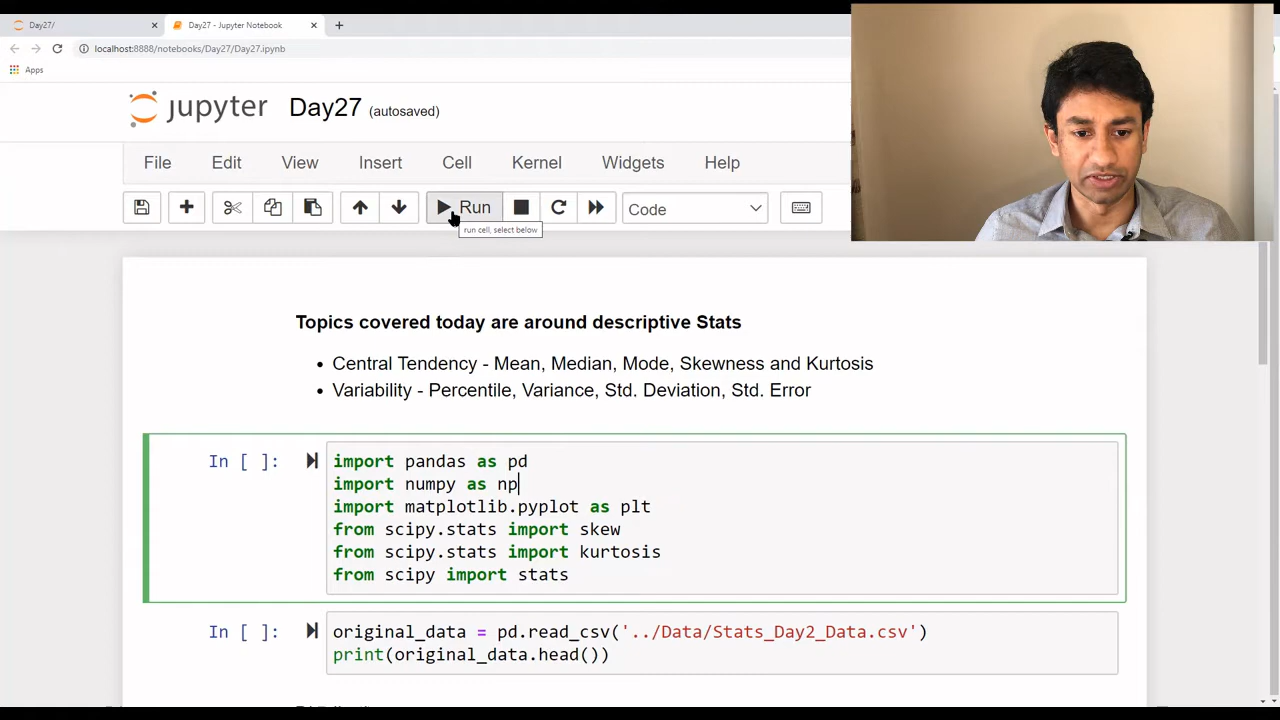 Day27/
Day27 - Jupyter Notebook
localhost:8888/notebooks/Day27/Day27.ipynb
Apps
jupyter Day27 (autosaved)
File Edit View Insert Cell Kernel Widgets Help
Run Code
run cell, select below
Topics covered today are around descriptive Stats
• Central Tendency - Mean, Median, Mode, Skewness and Kurtosis
• Variability - Percentile, Variance, Std. Deviation, Std. Error
In [ ]: import pandas as pd
import numpy as np
import matplotlib.pyplot as plt
from scipy.stats import skew
from scipy.stats import kurtosis
from scipy import stats
In [ ]: original_data = pd.read_csv('../Data/Stats_Day2_Data.csv')
print(original_data.head())